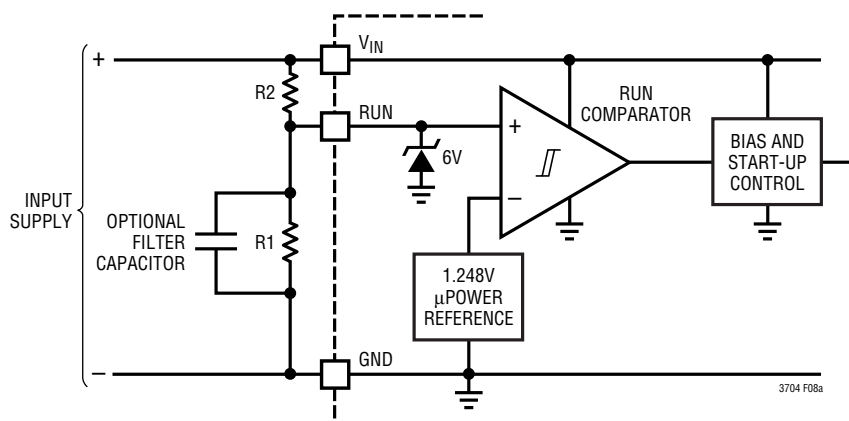 V_IN
+
R2
RUN
RUN
COMPARATOR
+
6V
BIAS AND
START-UP
CONTROL
INPUT
SUPPLY
OPTIONAL
FILTER
CAPACITOR
R1
−
1.248V
µPOWER
REFERENCE
GND
−
3704 F08a